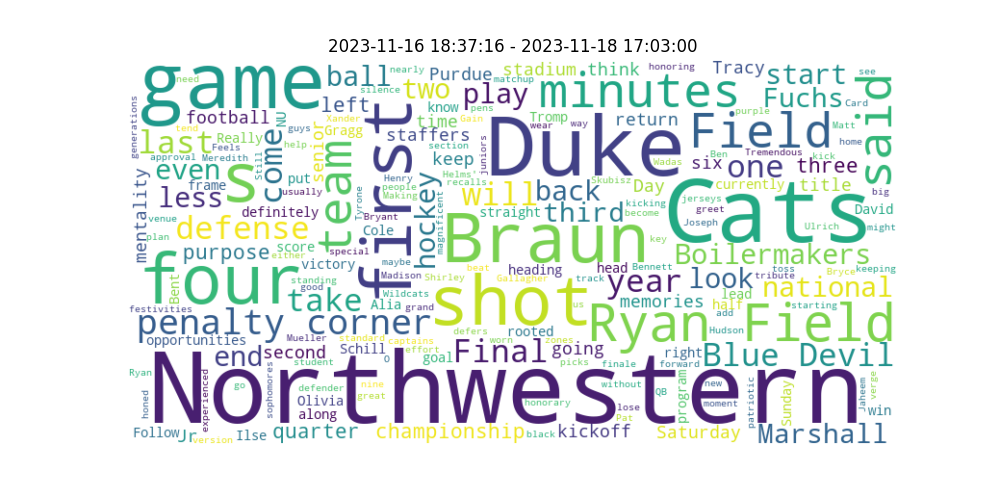 2023-11-16 18:37:16 - 2023-11-18 17:03:00
game
ball
nearly
silence
Purdue
matchup
stadium
think
honoring
Tracy
start
see
need
two
play
minutes
Fuchs
Card
said
generations
football
left
Xander
Gragg
know
time
pens
Tromp
wear
way
return
Field
purple
Matt
home
last
Really
NU
guys
help
senior
first
staffers
section
juniors
Duke
Ben
Tremendous
kick
tend
Feels
approval
Meredith
Still
come
team
keep
Helms'
recalls
Wadas
six
one
three
even
frame
s
put
usually
Henry
people
Making
hockey
magnificent
will
back
Skubisz
Day
currently
title
big
mentality
less
definitely
Tyrone
Bryant
straight
kicking
become
third
jerseys
greet
Joseph
Cats
David
might
Ulrich
venue
plan
defense
purpose
score
either
special
Cole
maybe
Braun
key
Boilermakers
four
Bent
victory
standing
good
Madison
Wildcats
grand
Alia
Shirley
beat
Gallagher
heading
head
Bennett
track
us
year
look
toss
tribute
Bryce
keeping
national
festivities
take
shot
memories
lead
half
starting
add
Hudson
Ryan Field
penalty corner
opportunities
Mueller
standard
captains
effort
defers
worn
zones
rooted
end
second
Schill
o
student
goal
Final
going
picks
finale
right
forward
Blue Devil
Ryan
Northwestern
honed
experienced
go
sophomores
defender
Olivia
along
nine
great
honorary
without
lose
Pat
QB
program
new
moment
patriotic
Sunday
Jaheem
verge
win
Follow
Jr
version
Ilse
quarter
championship
black
kickoff
Saturday
Marshall